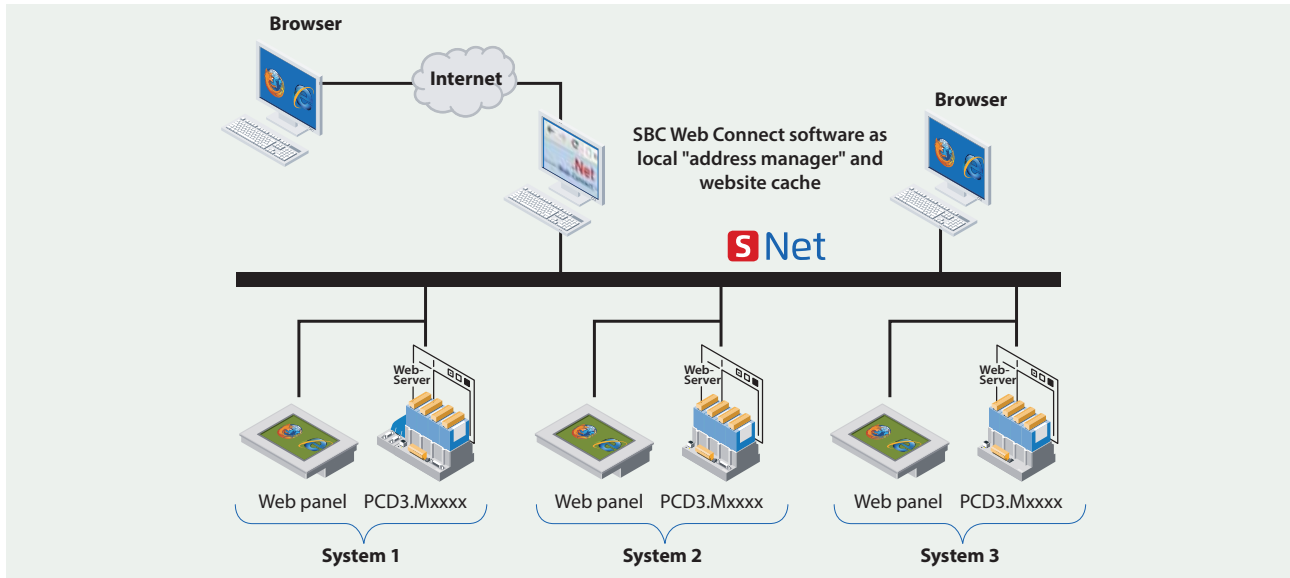 Browser
Internet
Browser
SBC Web Connect software as
local "address manager" and
website cache
.Net
S Net
Web-
Server
Web-
Server
Web-
Server
Web panel PCD3.Mxxxx
Web panel PCD3.Mxxxx
Web panel PCD3.Mxxxx
System 1
System 2
System 3